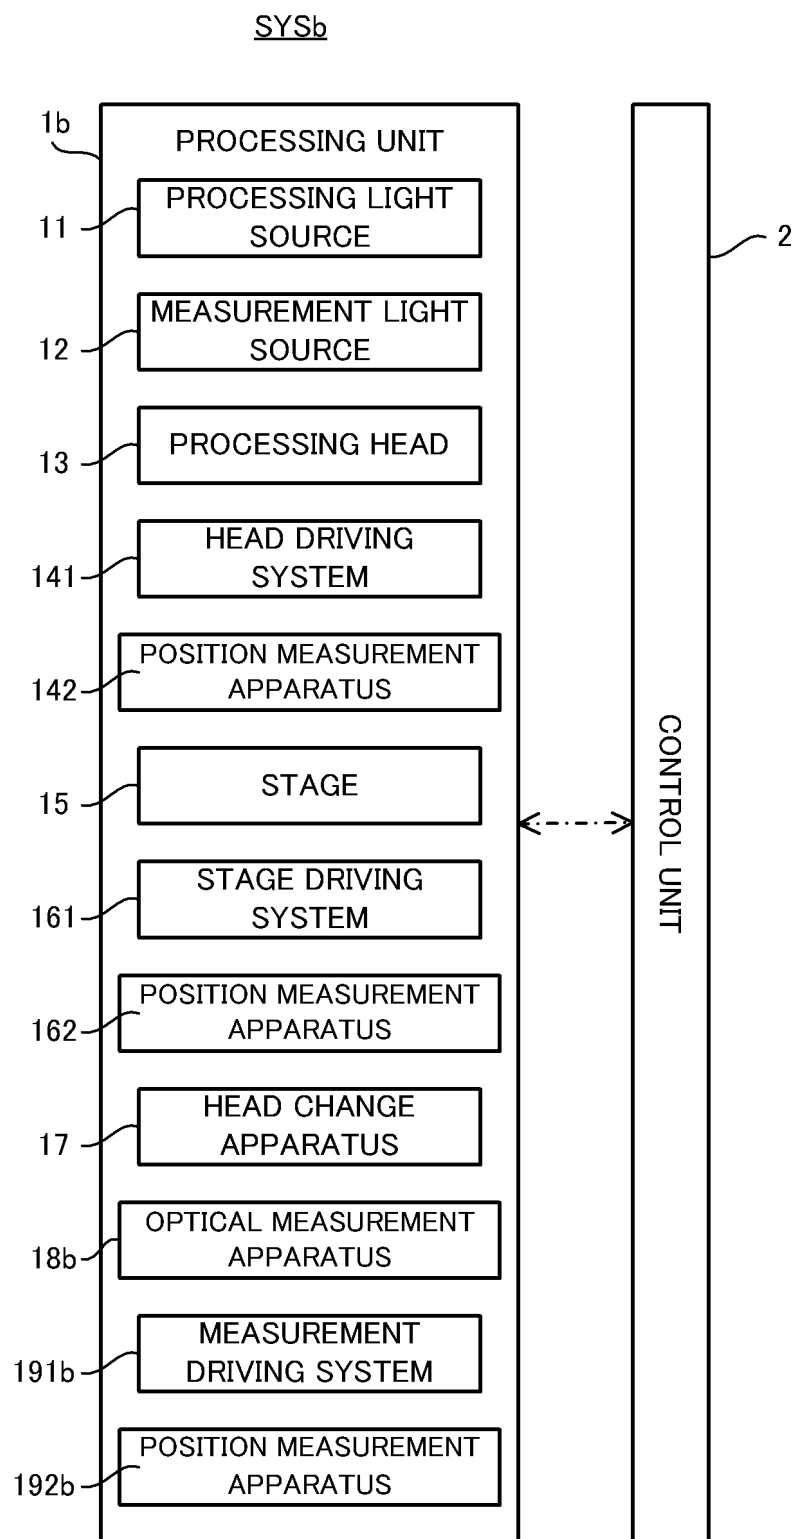 SYSb
1b
PROCESSING UNIT
11
PROCESSING LIGHT
SOURCE
2
12
MEASUREMENT LIGHT
SOURCE
13
PROCESSING HEAD
141
HEAD DRIVING
SYSTEM
142
POSITION MEASUREMENT
APPARATUS
15
STAGE
CONTROL UNIT
161
STAGE DRIVING
SYSTEM
162
POSITION MEASUREMENT
APPARATUS
17
HEAD CHANGE
APPARATUS
18b
OPTICAL MEASUREMENT
APPARATUS
191b
MEASUREMENT
DRIVING SYSTEM
192b
POSITION MEASUREMENT
APPARATUS